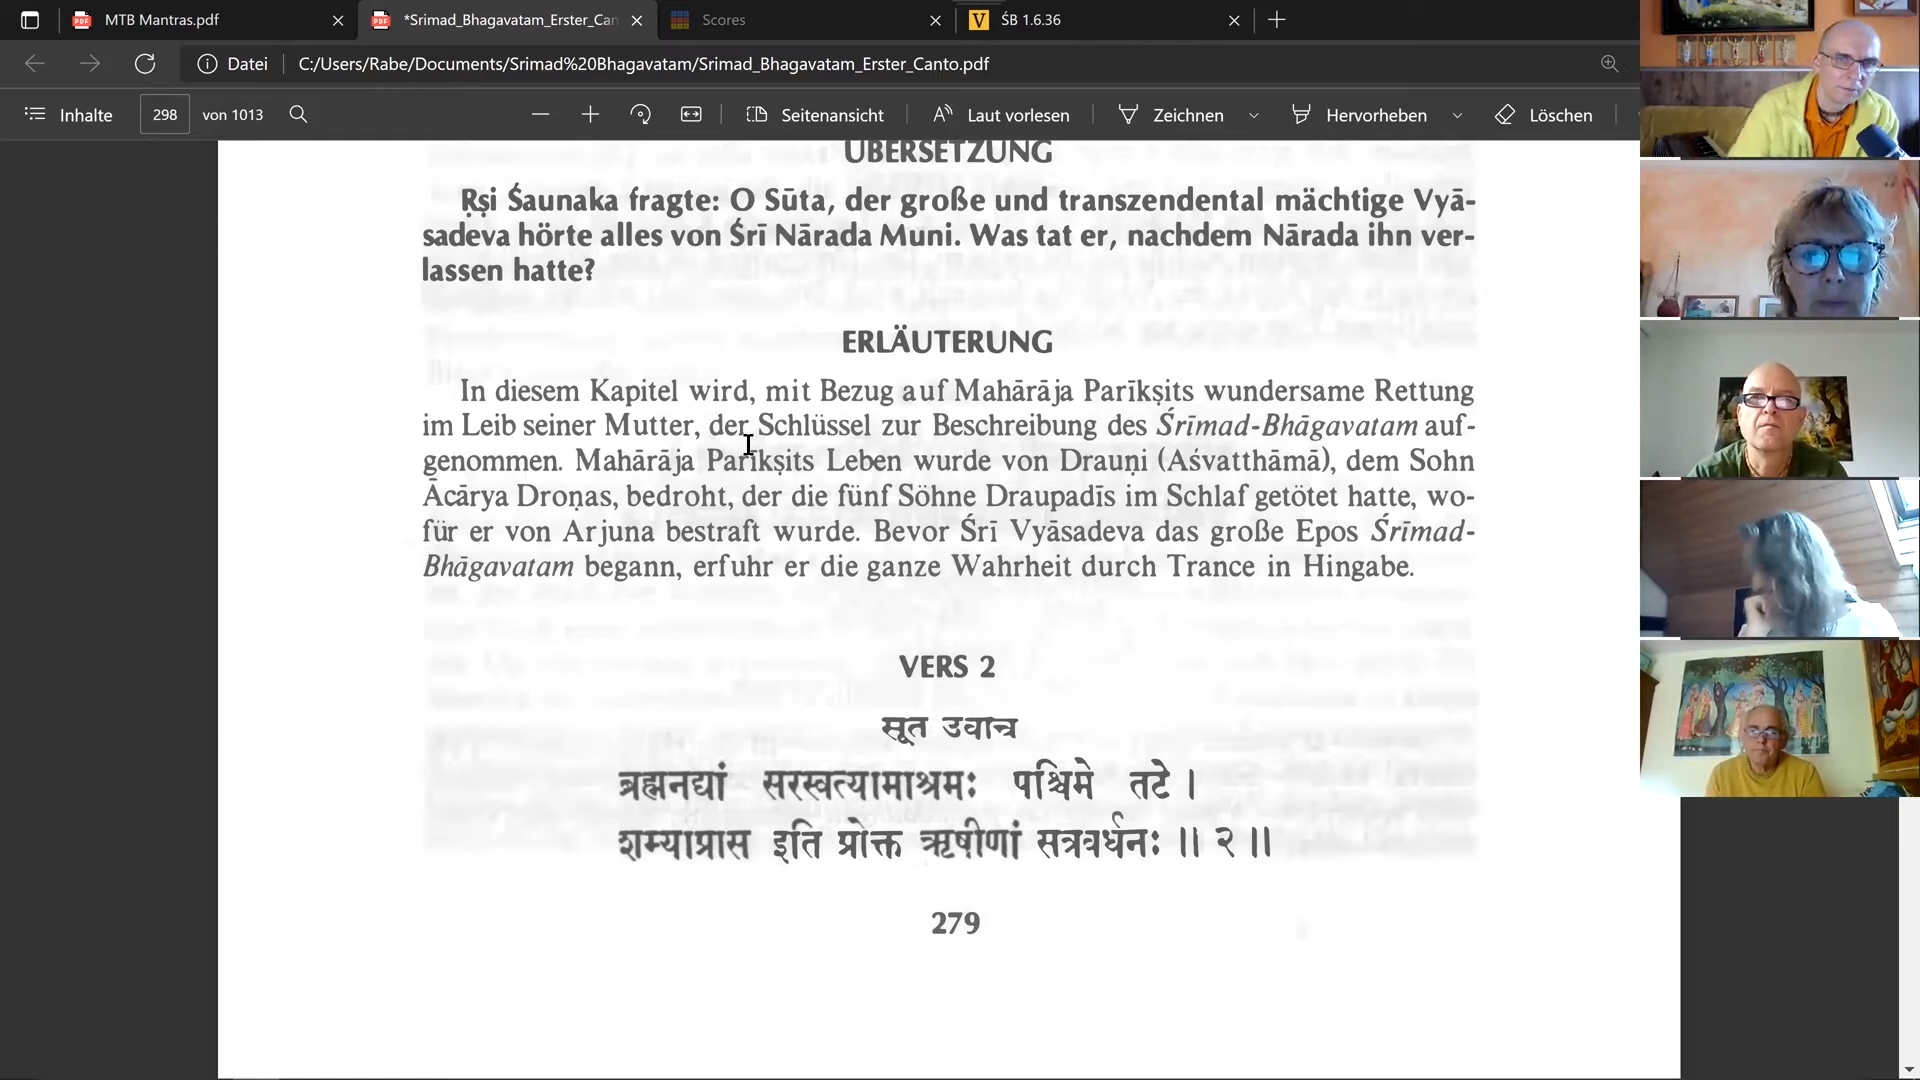 MTB Mantras.pdf
*Srimad_Bhagavatam_Erster_Can
Scores
ŚB 1.6.36
Datei
C:/Users/Rabe/Documents/Srimad%20Bhagavatam/Srimad_Bhagavatam_Erster_Canto.pdf
Inhalte
298
von 1013
Seitenansicht
Laut vorlesen
Zeichnen
Hervorheben
Löschen
ÜBERSETZUNG
Ṛṣi Śaunaka fragte: O Sūta, der große und transzendental mächtige Vyā-
sadeva hörte alles von Śrī Nārada Muni. Was tat er, nachdem Nārada ihn ver-
lassen hatte?
ERLÄUTERUNG
In diesem Kapitel wird, mit Bezug auf Mahārāja Parīkṣits wundersame Rettung
im Leib seiner Mutter, der Schlüssel zur Beschreibung des Śrīmad-Bhāgavatam auf-
genommen. Mahārāja Parīkṣits Leben wurde von Drauṇi (Aśvatthāmā), dem Sohn
Ācārya Droṇas, bedroht, der die fünf Söhne Draupadīs im Schlaf getötet hatte, wo-
für er von Arjuna bestraft wurde. Bevor Śrī Vyāsadeva das große Epos Śrīmad-
Bhāgavatam begann, erfuhr er die ganze Wahrheit durch Trance in Hingabe.
VERS 2
सूत उवाच
ब्रह्मनद्यां सरस्वत्यामाश्रमः पश्चिमे तटे ।
शम्याप्रास इति प्रोक्त ऋषीणां सत्रवर्धनः ॥ २ ॥
279